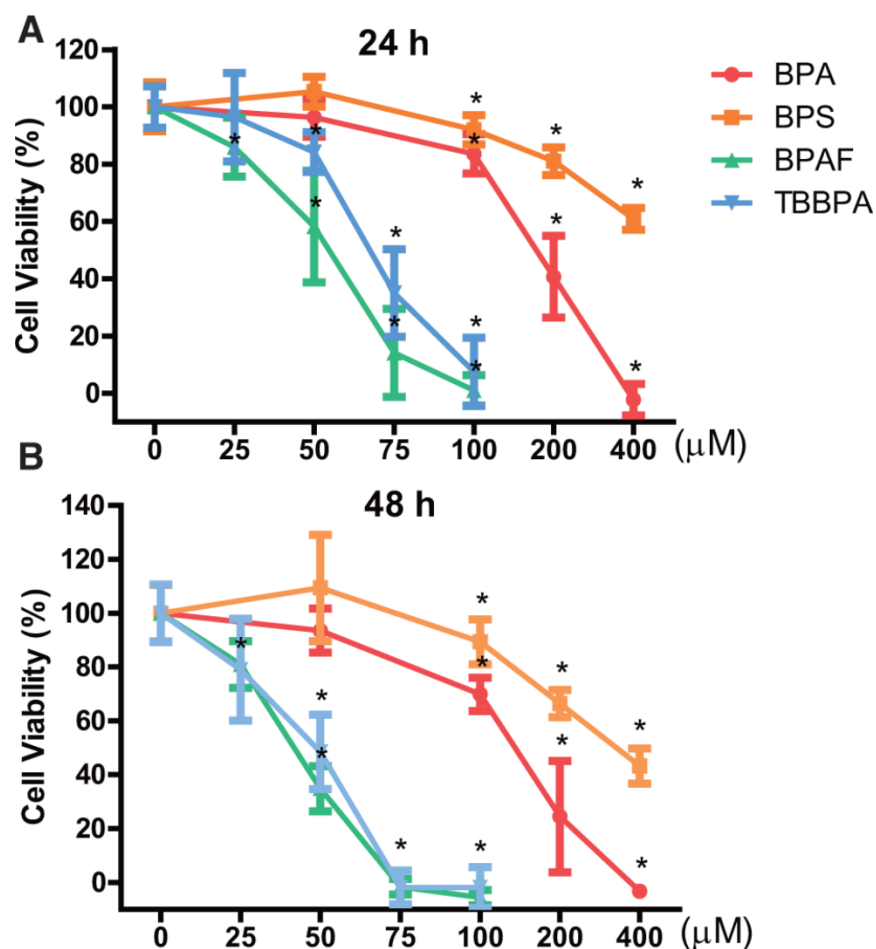 A
24 h
120
100
80
60
40
20
0
Cell Viability (%)
* * * * * * * * * * * *
0 25 50 75 100 200 400 (μM)
BPA
BPS
BPAF
TBBPA
B
48 h
140
120
100
80
60
40
20
0
Cell Viability (%)
* * * * * * * * * * *
0 25 50 75 100 200 400 (μM)